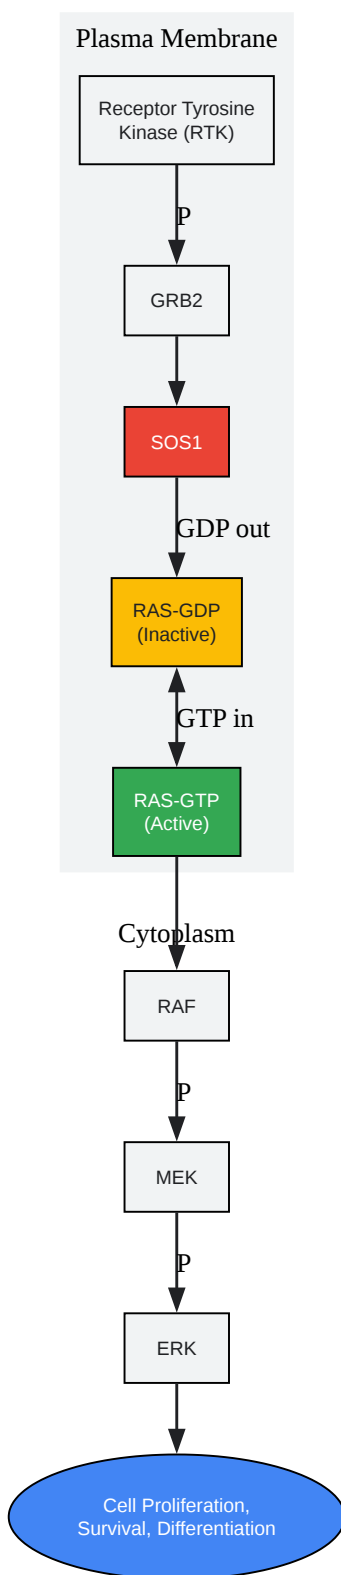 Plasma Membrane
Receptor Tyrosine
Kinase (RTK)
P
GRB2
SOS1
GDP out
RAS-GDP
(Inactive)
GTP in
RAS-GTP
(Active)
Cytoplasm
RAF
P
MEK
P
ERK
Cell Proliferation,
Survival, Differentiation